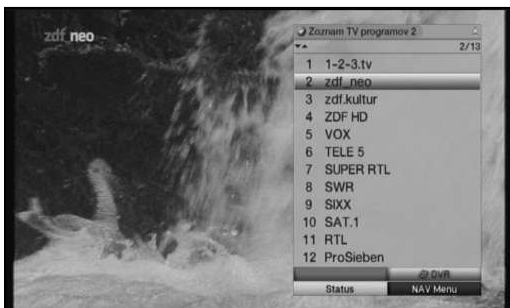 zdf_neo
Zoznam TV programov 2
2/13
1 1-2-3.tv
2 zdf_neo
3 zdf.kultur
4 ZDF HD
5 VOX
6 TELE 5
7 SUPER RTL
8 SWR
9 SIXX
10 SAT.1
11 RTL
12 ProSieben
DVR
Status NAV Menu